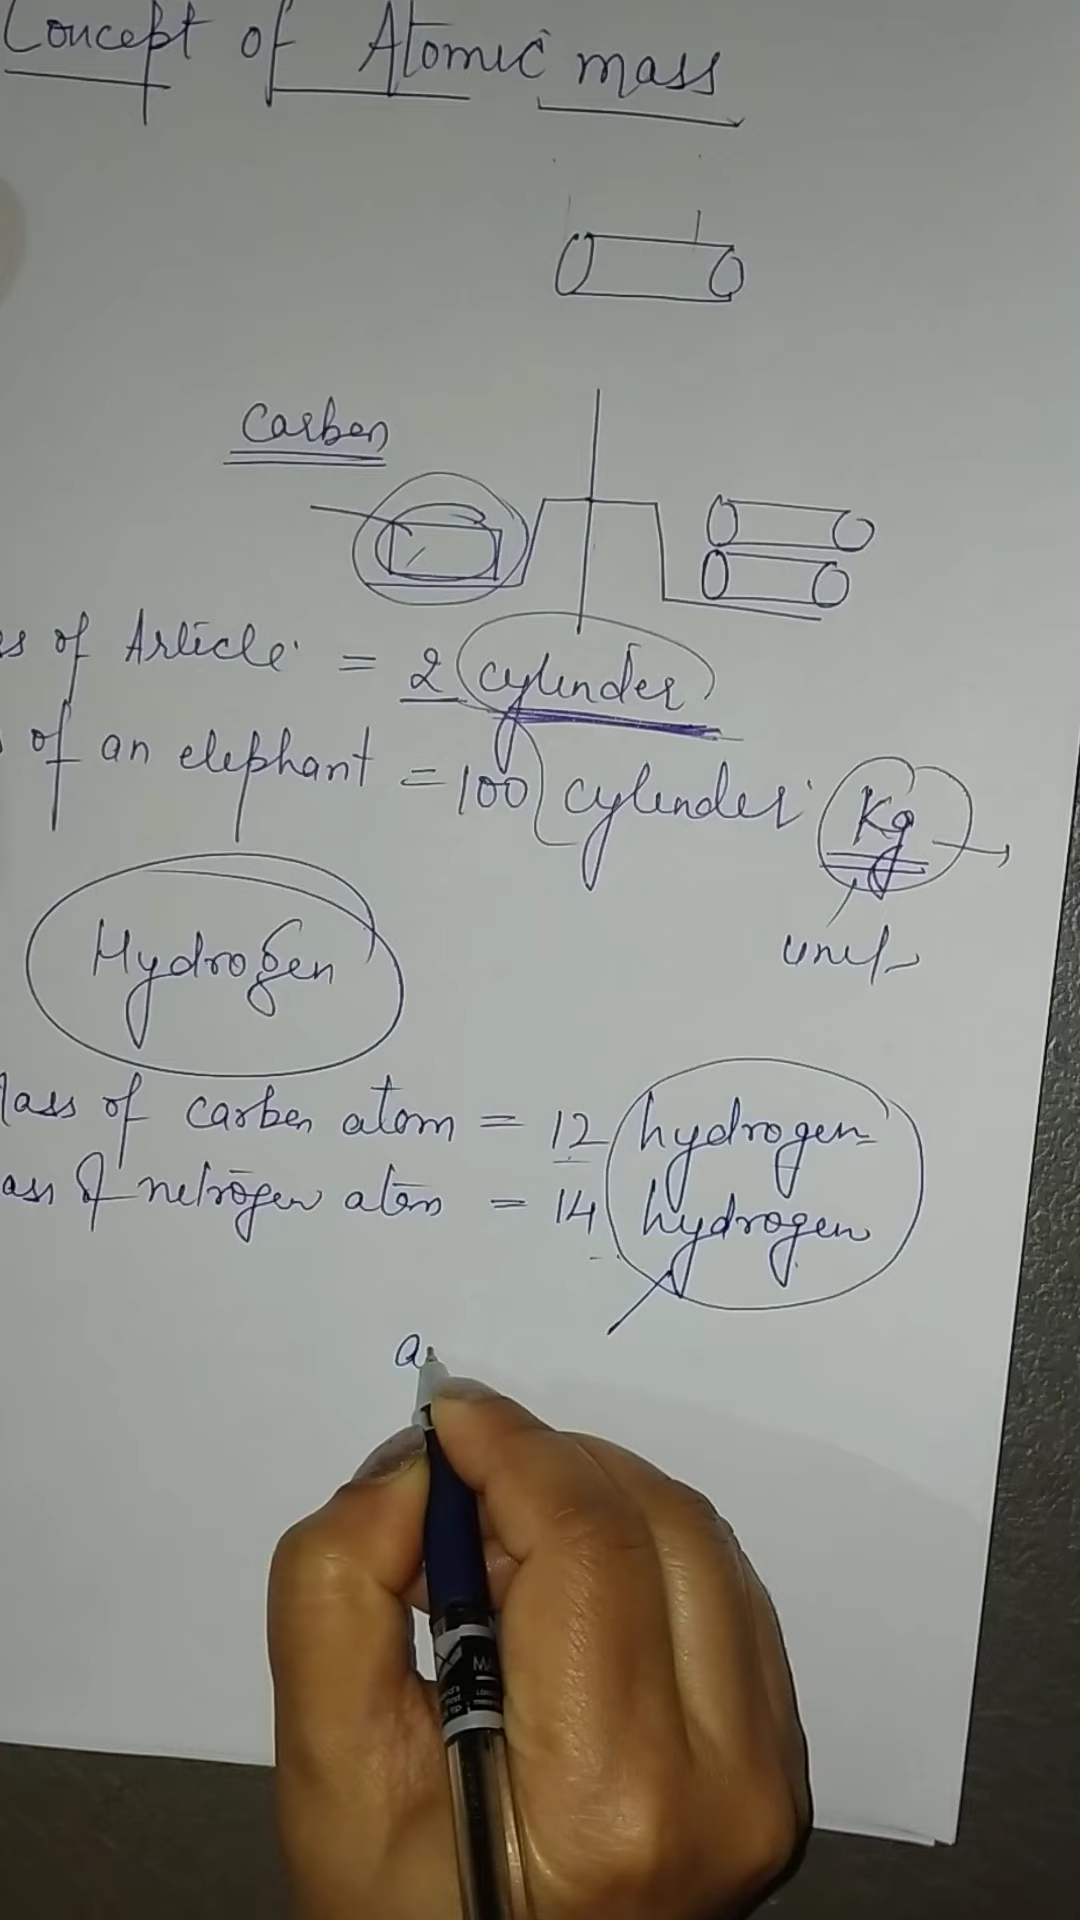 Concept of Atomic mass
Carbon
ss of Article = 2 cylinder
of an elephant = 100 cylinder Kg
unit
Hydrogen
Mass of carbon atom = 12 hydrogen
ass of nitrogen atom = 14 hydrogen
a